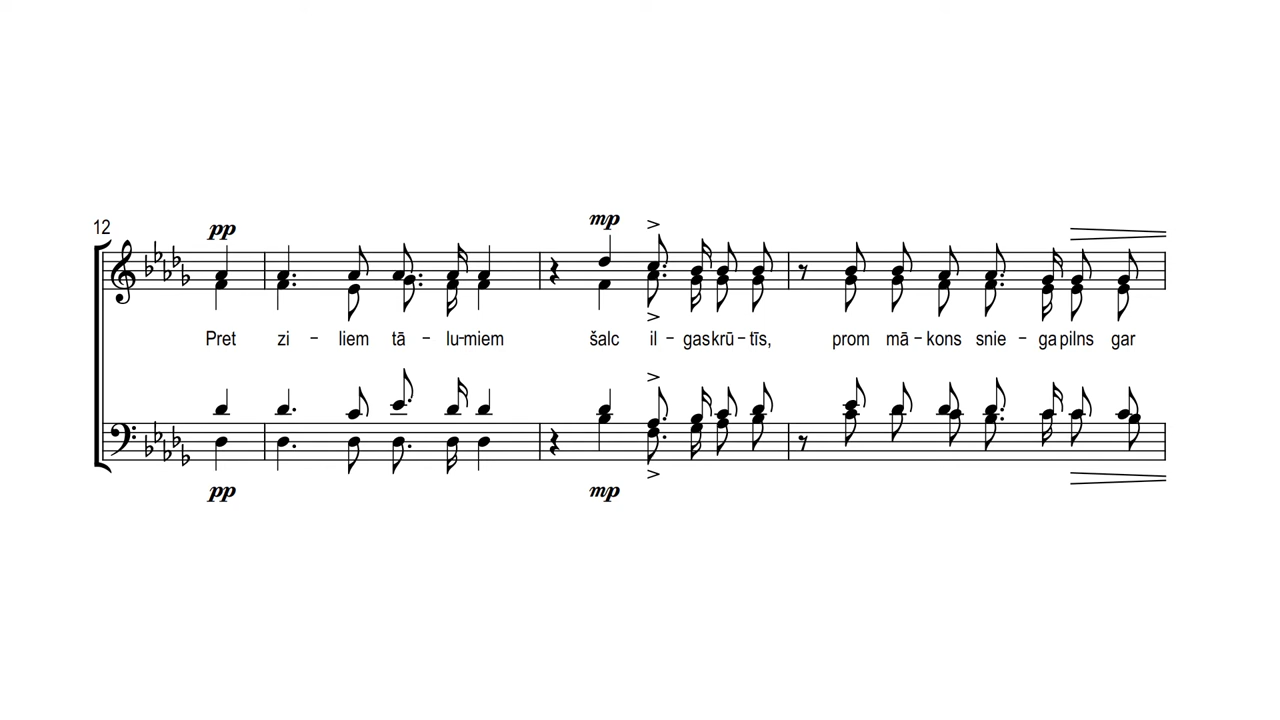 12
pp
mp
Pret zi – liem tā – lu–miem šalc il – gas krū – tīs, prom mā – kons snie – ga pilns gar
pp
mp